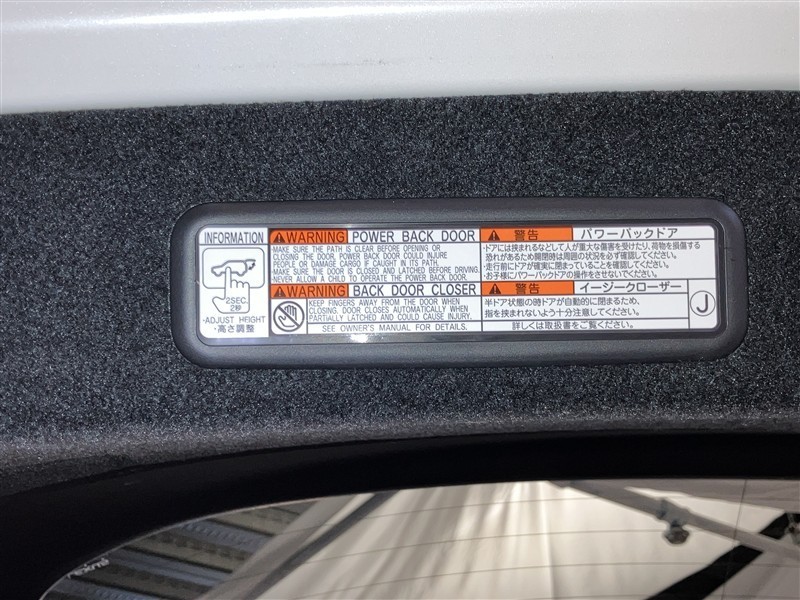 INFORMATION
2SEC.
2秒
・ADJUST HEIGHT
・高さ調整
WARNING POWER BACK DOOR
・MAKE SURE THE PATH IS CLEAR BEFORE OPENING OR
CLOSING THE DOOR, POWER BACK DOOR COULD INJURE
PEOPLE OR DAMAGE CARGO IF CAUGHT IN ITS PATH.
・MAKE SURE THE DOOR IS CLOSED AND LATCHED BEFORE DRIVING.
・NEVER ALLOW A CHILD TO OPERATE THE POWER BACK DOOR.
WARNING BACK DOOR CLOSER
KEEP FINGERS AWAY FROM THE DOOR WHEN
CLOSING. DOOR CLOSES AUTOMATICALLY WHEN
PARTIALLY LATCHED AND COULD CAUSE INJURY.
SEE OWNER'S MANUAL FOR DETAILS.
警告 パワーバックドア
・ドアには挟まれるなどして人が重大な傷害を受けたり、荷物を損傷する
恐れがあるため開閉時は周囲の状況を必ず確認してください。
・走行前にドアが確実に閉まっていることを確認してください。
・お子様にパワーバックドアの操作をさせないでください。
警告 イージークローザー
半ドア状態の時ドアが自動的に閉まるため、
指を挟まれないよう十分注意してください。
詳しくは取扱書をご覧ください。
J